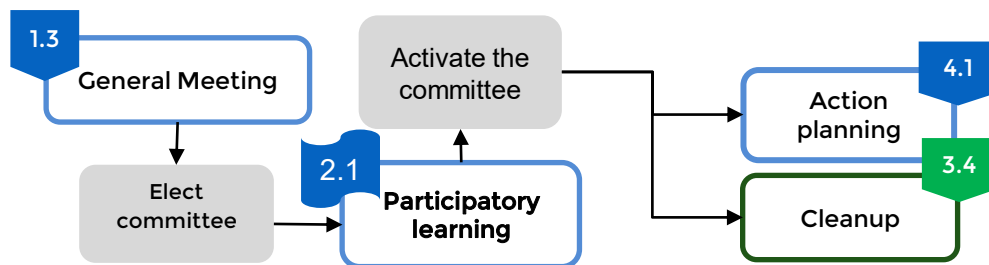 1.3
General Meeting
Elect
committee
2.1
Participatory
learning
Activate the
committee
4.1
Action
planning
3.4
Cleanup